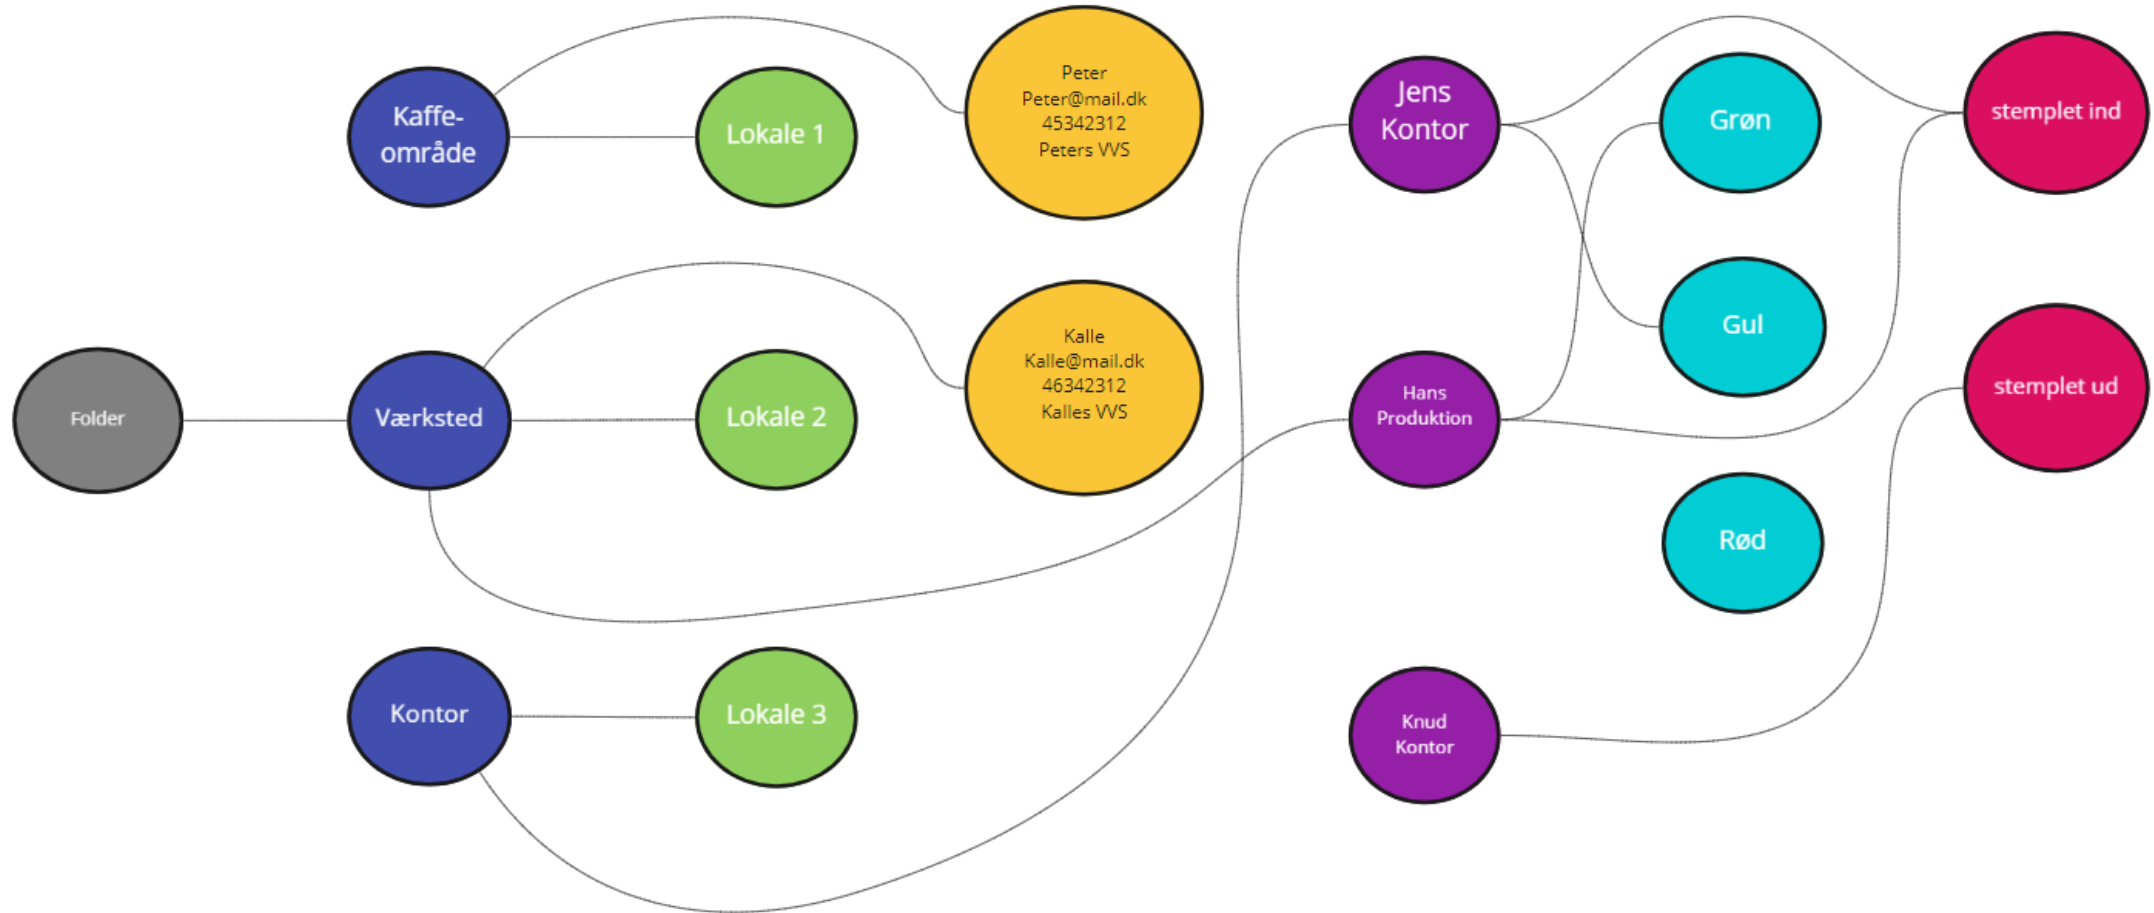 Kaffe-
område
Lokale 1
Peter
Peter@mail.dk
45342312
Peters VVS
Jens
Kontor
Grøn
stemplet ind
Folder
Værksted
Lokale 2
Kalle
Kalle@mail.dk
46342312
Kalles VVS
Hans
Produktion
Gul
stemplet ud
Rød
Kontor
Lokale 3
Knud
Kontor